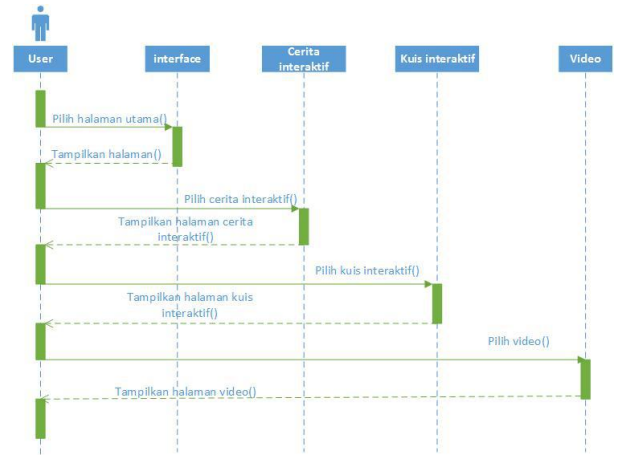 User
interface
Cerita
interaktif
Kuis interaktif
Video
Pilih halaman utama()
Tampilkan halaman()
Pilih cerita interaktif()
Tampilkan halaman cerita
interaktif()
Pilih kuis interaktif()
Tampilkan halaman kuis
interaktif()
Pilih video()
Tampilkan halaman video()